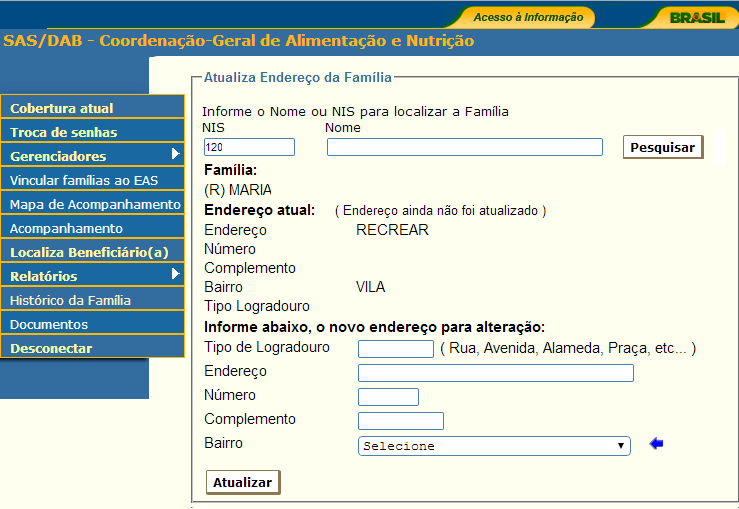 Acesso à Informação
BRASIL
SAS/DAB - Coordenação-Geral de Alimentação e Nutrição
Cobertura atual
Troca de senhas
Gerenciadores
Vincular famílias ao EAS
Mapa de Acompanhamento
Acompanhamento
Localiza Beneficiário(a)
Relatórios
Histórico da Família
Documentos
Desconectar
Atualiza Endereço da Família
Informe o Nome ou NIS para localizar a Família
NIS Nome
120 Pesquisar
Família:
(R) MARIA
Endereço atual: ( Endereço ainda não foi atualizado )
Endereço RECREAR
Número
Complemento
Bairro VILA
Tipo Logradouro
Informe abaixo, o novo endereço para alteração:
Tipo de Logradouro ( Rua, Avenida, Alameda, Praça, etc... )
Endereço
Número
Complemento
Bairro Selecione
Atualizar